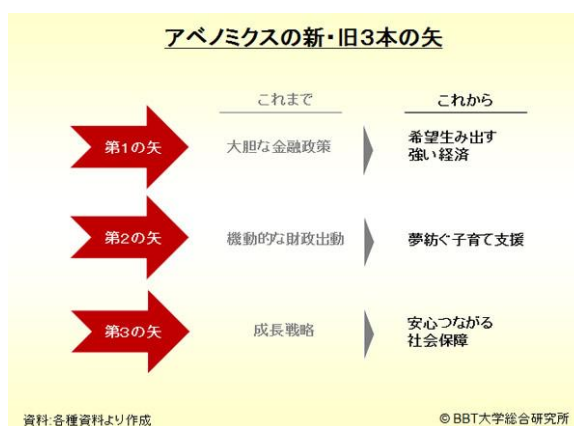 アベノミクスの新・旧3本の矢
これまで
これから
第1の矢
大胆な金融政策
希望生み出す
強い経済
第2の矢
機動的な財政出動
夢紡ぐ子育て支援
第3の矢
成長戦略
安心つながる
社会保障
資料:各種資料より作成
©BBT大学総合研究所